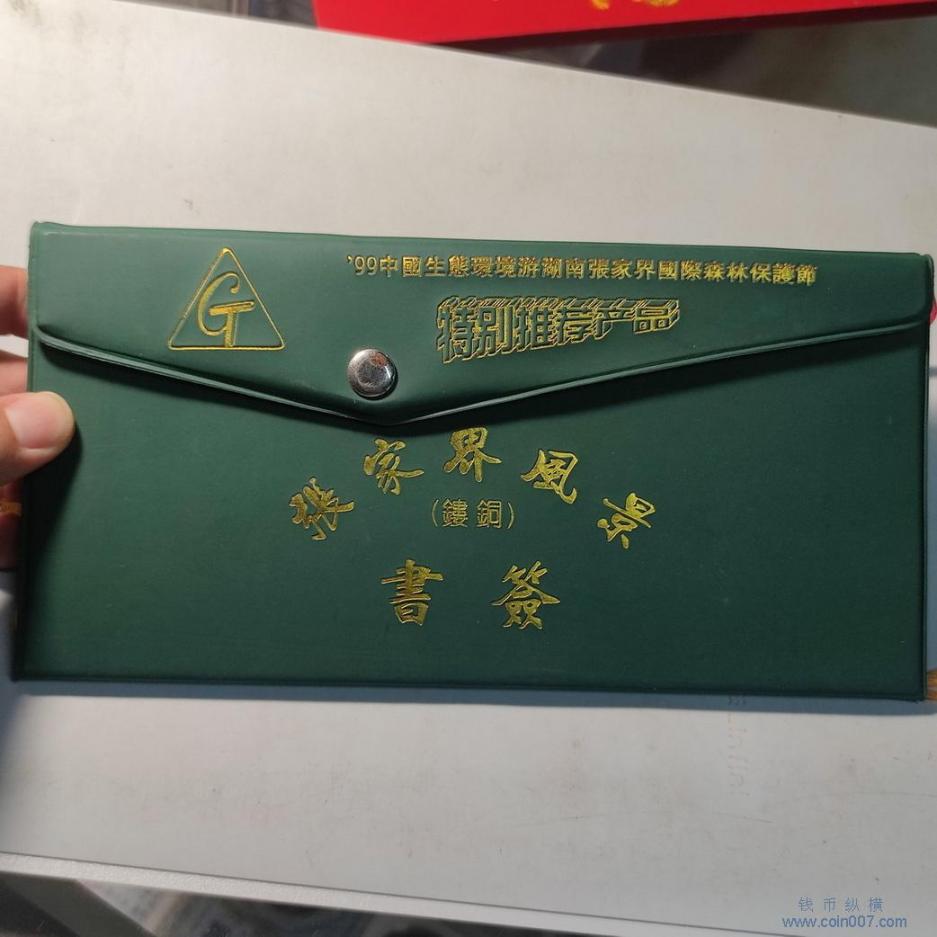 '99中國生態環境游湖南張家界國際森林保護節
特别推荐产品
張家界風景
(鏤銅)
書簽
钱币纵横
www.coin007.com